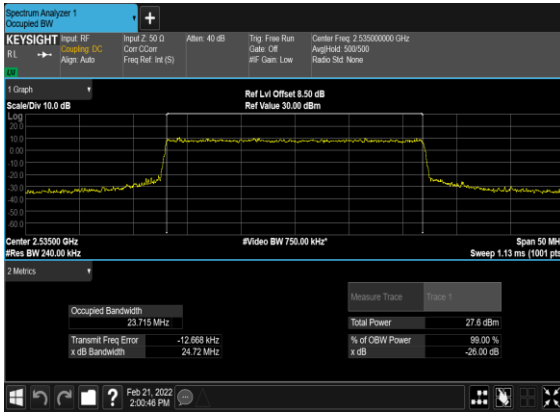 Spectrum Analyzer 1
Occupied BW
KEYSIGHT
Input: RF
Input Z: 50 Ω
Atten: 40 dB
Trig: Free Run
Center Freq: 2.535000000 GHz
RL
Coupling: DC
Corr CCorr
Gate: Off
Avg|Hold: 500/500
Align: Auto
Freq Ref: Int (S)
#IF Gain: Low
Radio Std: None
LW
1 Graph
Ref Lvl Offset 8.50 dB
Scale/Div 10.0 dB
Ref Value 30.00 dBm
Log
20.0
10.0
0.00
-10.0
-20.0
-30.0
-40.0
-50.0
-60.0
Center 2.53500 GHz
#Video BW 750.00 kHz*
Span 50 MH
#Res BW 240.00 kHz
Sweep 1.13 ms (1001 pts
2 Metrics
Measure Trace
Trace 1
Occupied Bandwidth
23.715 MHz
Total Power
27.6 dBm
Transmit Freq Error
-12.668 kHz
% of OBW Power
99.00 %
x dB Bandwidth
24.72 MHz
x dB
-26.00 dB
?
Feb 21, 2022
2:00:46 PM